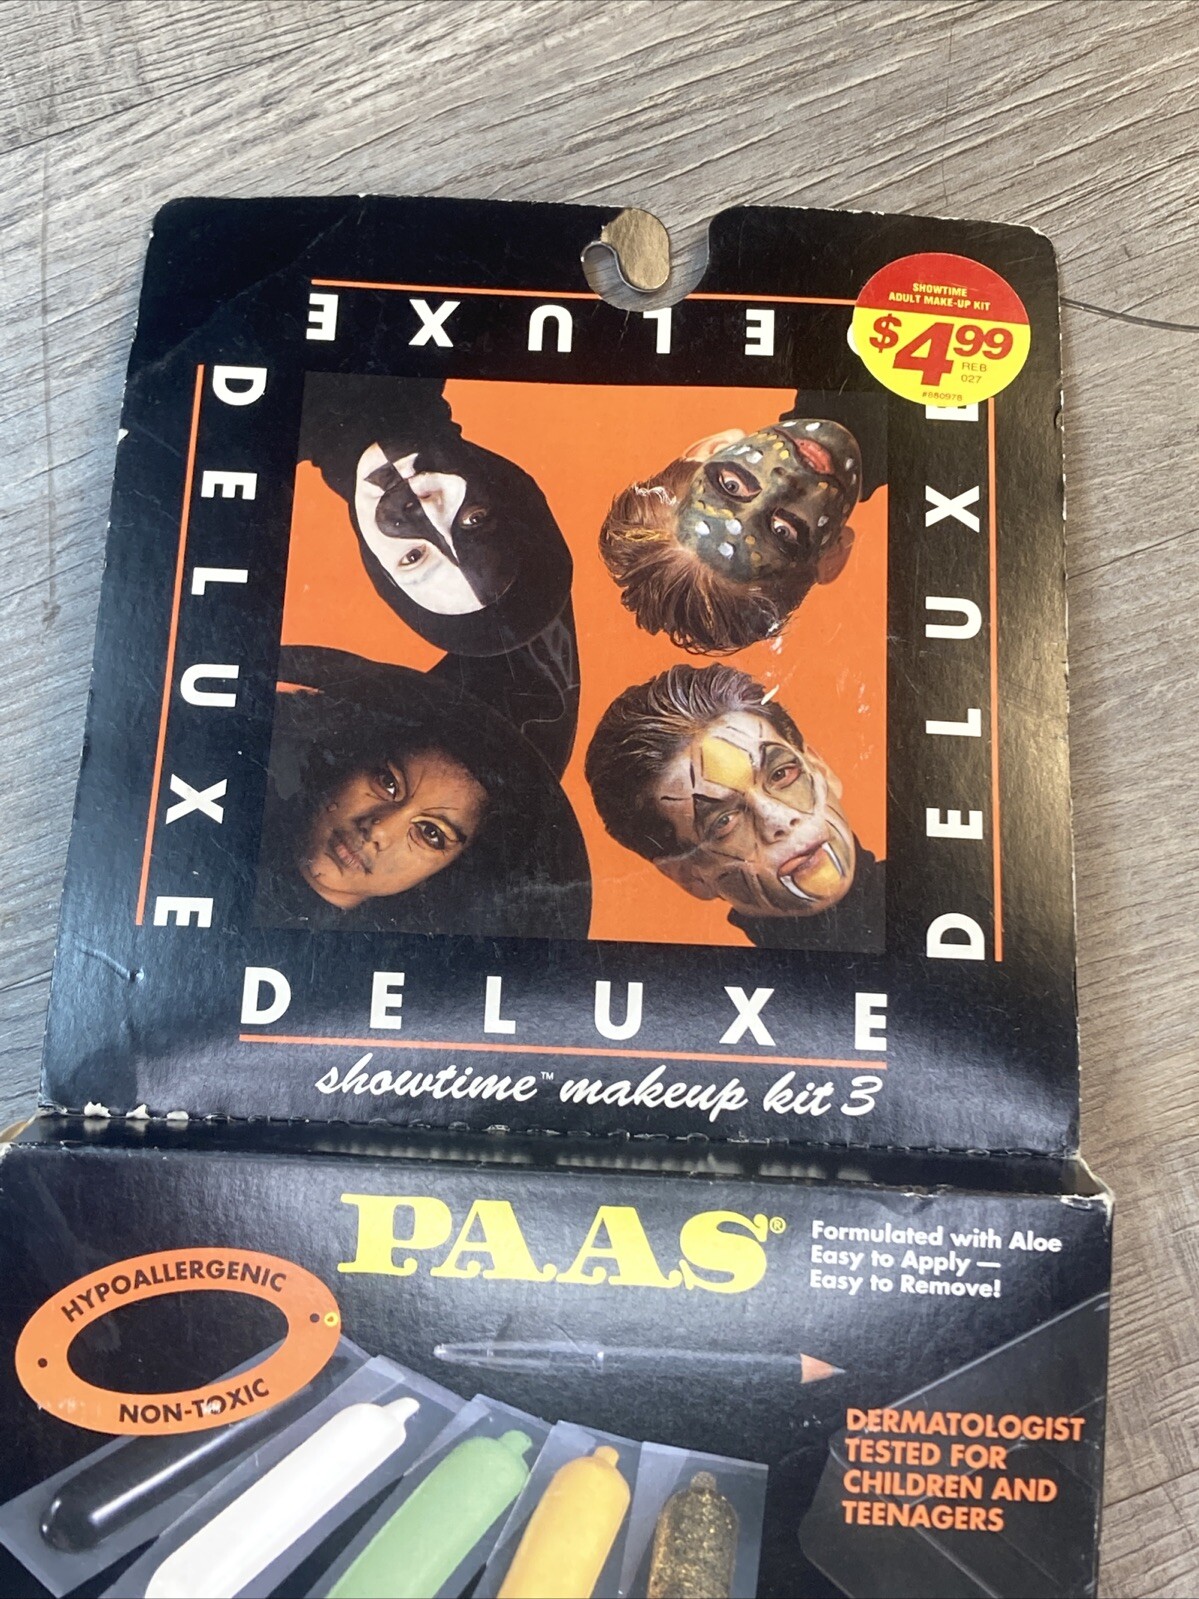 DELUXE
SHOWTIME
ADULT MAKE-UP KIT
$4.99
REB
027
#680978
DELUXE
DELUXE
DELUXE
showtime™ makeup kit 3
PAAS®
Formulated with Aloe
Easy to Apply —
Easy to Remove!
HYPOALLERGENIC
NON-TOXIC
DERMATOLOGIST
TESTED FOR
CHILDREN AND
TEENAGERS